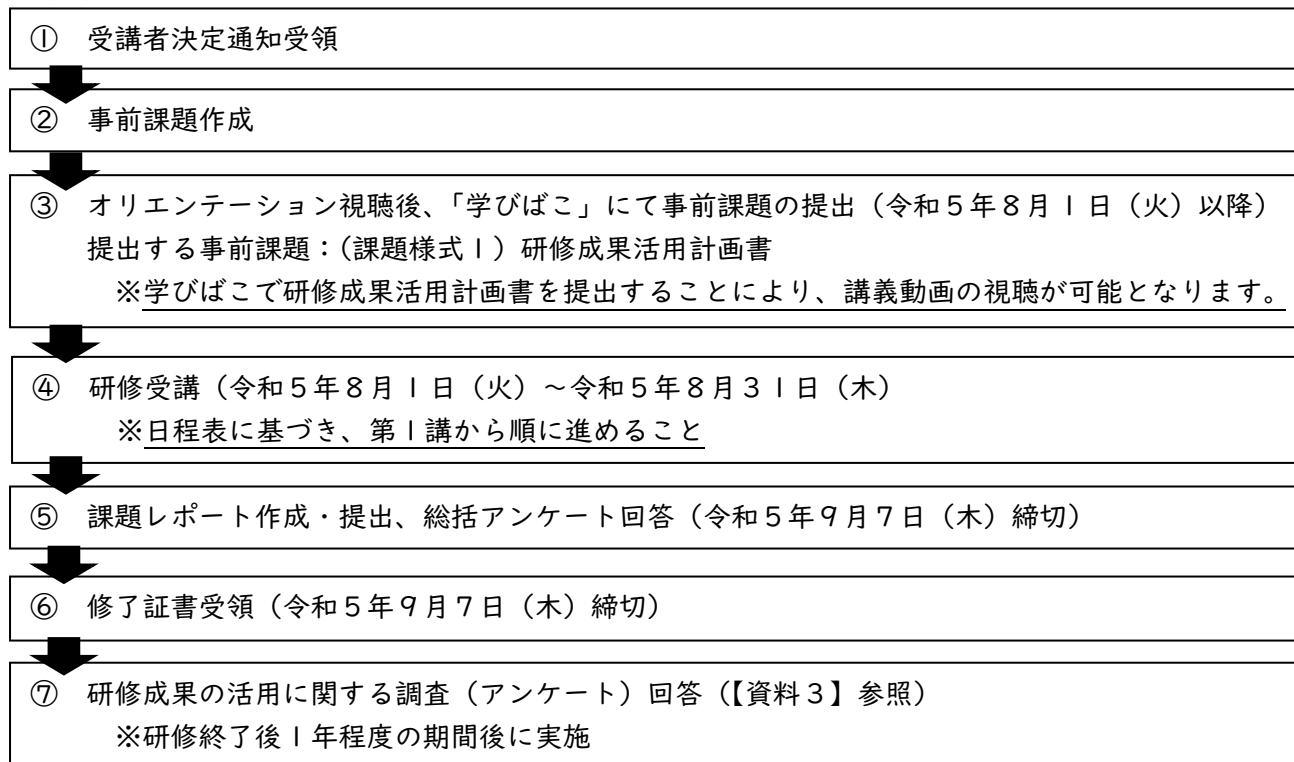 ① 受講者決定通知受領
② 事前課題作成
③ オリエンテーション視聴後、「学びばこ」にて事前課題の提出（令和５年８月１日（火）以降）
提出する事前課題：（課題様式１）研修成果活用計画書
※学びばこで研修成果活用計画書を提出することにより、講義動画の視聴が可能となります。
④ 研修受講（令和５年８月１日（火）～令和５年８月３１日（木）
※日程表に基づき、第１講から順に進めること
⑤ 課題レポート作成・提出、総括アンケート回答（令和５年９月７日（木）締切）
⑥ 修了証書受領（令和５年９月７日（木）締切）
⑦ 研修成果の活用に関する調査（アンケート）回答（【資料３】参照）
※研修終了後１年程度の期間後に実施